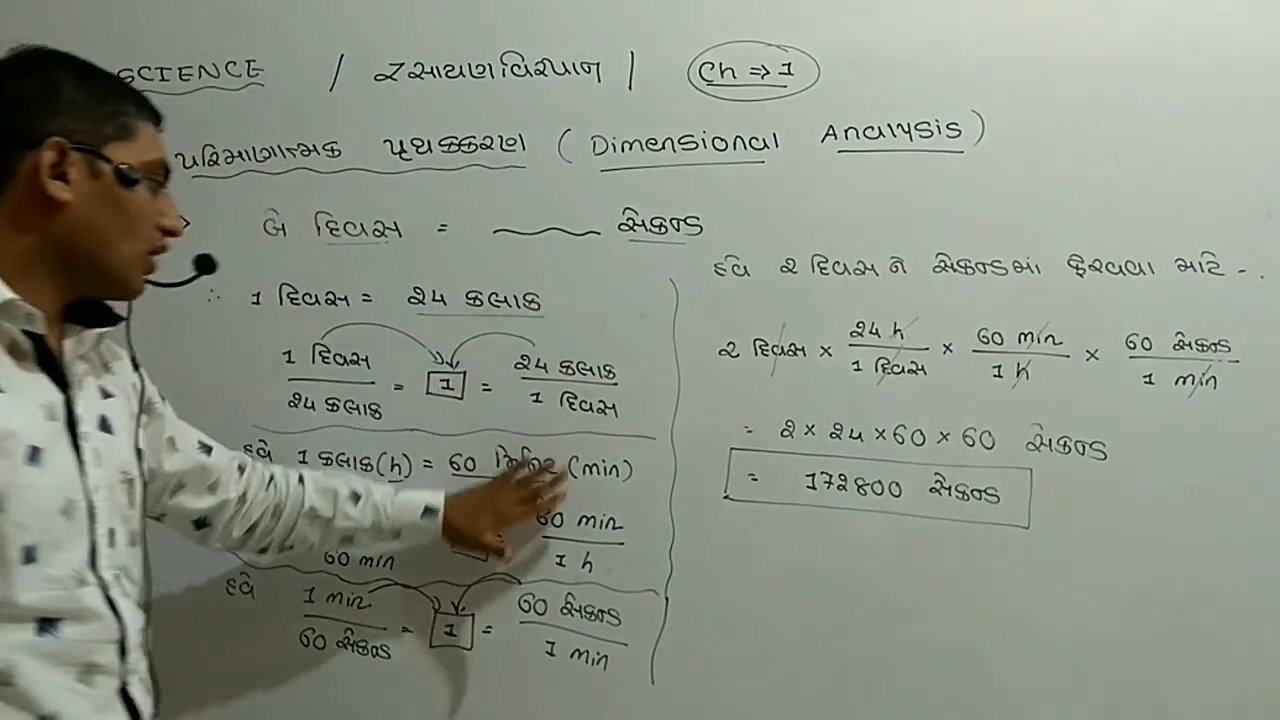 SCIENCE / રસાયણવિજ્ઞાન | Ch ⇒ 1
પરિમાણાત્મક પૃથક્કરણ (Dimensional Analysis)
બે દિવસ = સેકન્ડ
∴ 1 દિવસ = 24 કલાક
1 દિવસ / 24 કલાક = 1 = 24 કલાક / 1 દિવસ
હવે 1 કલાક(h) = 60 (min)
60 min = 60 min / 1 h
હવે 1 min / 60 સેકન્ડ = 1 = 60 સેકન્ડ / 1 min
હવે 2 દિવસ ને સેકન્ડમાં ફેરવવા માટે - .
2 દિવસ × 24 h / 1 દિવસ × 60 min / 1 h × 60 સેકન્ડ / 1 min
= 2 × 24 × 60 × 60 સેકન્ડ
= 172800 સેકન્ડ